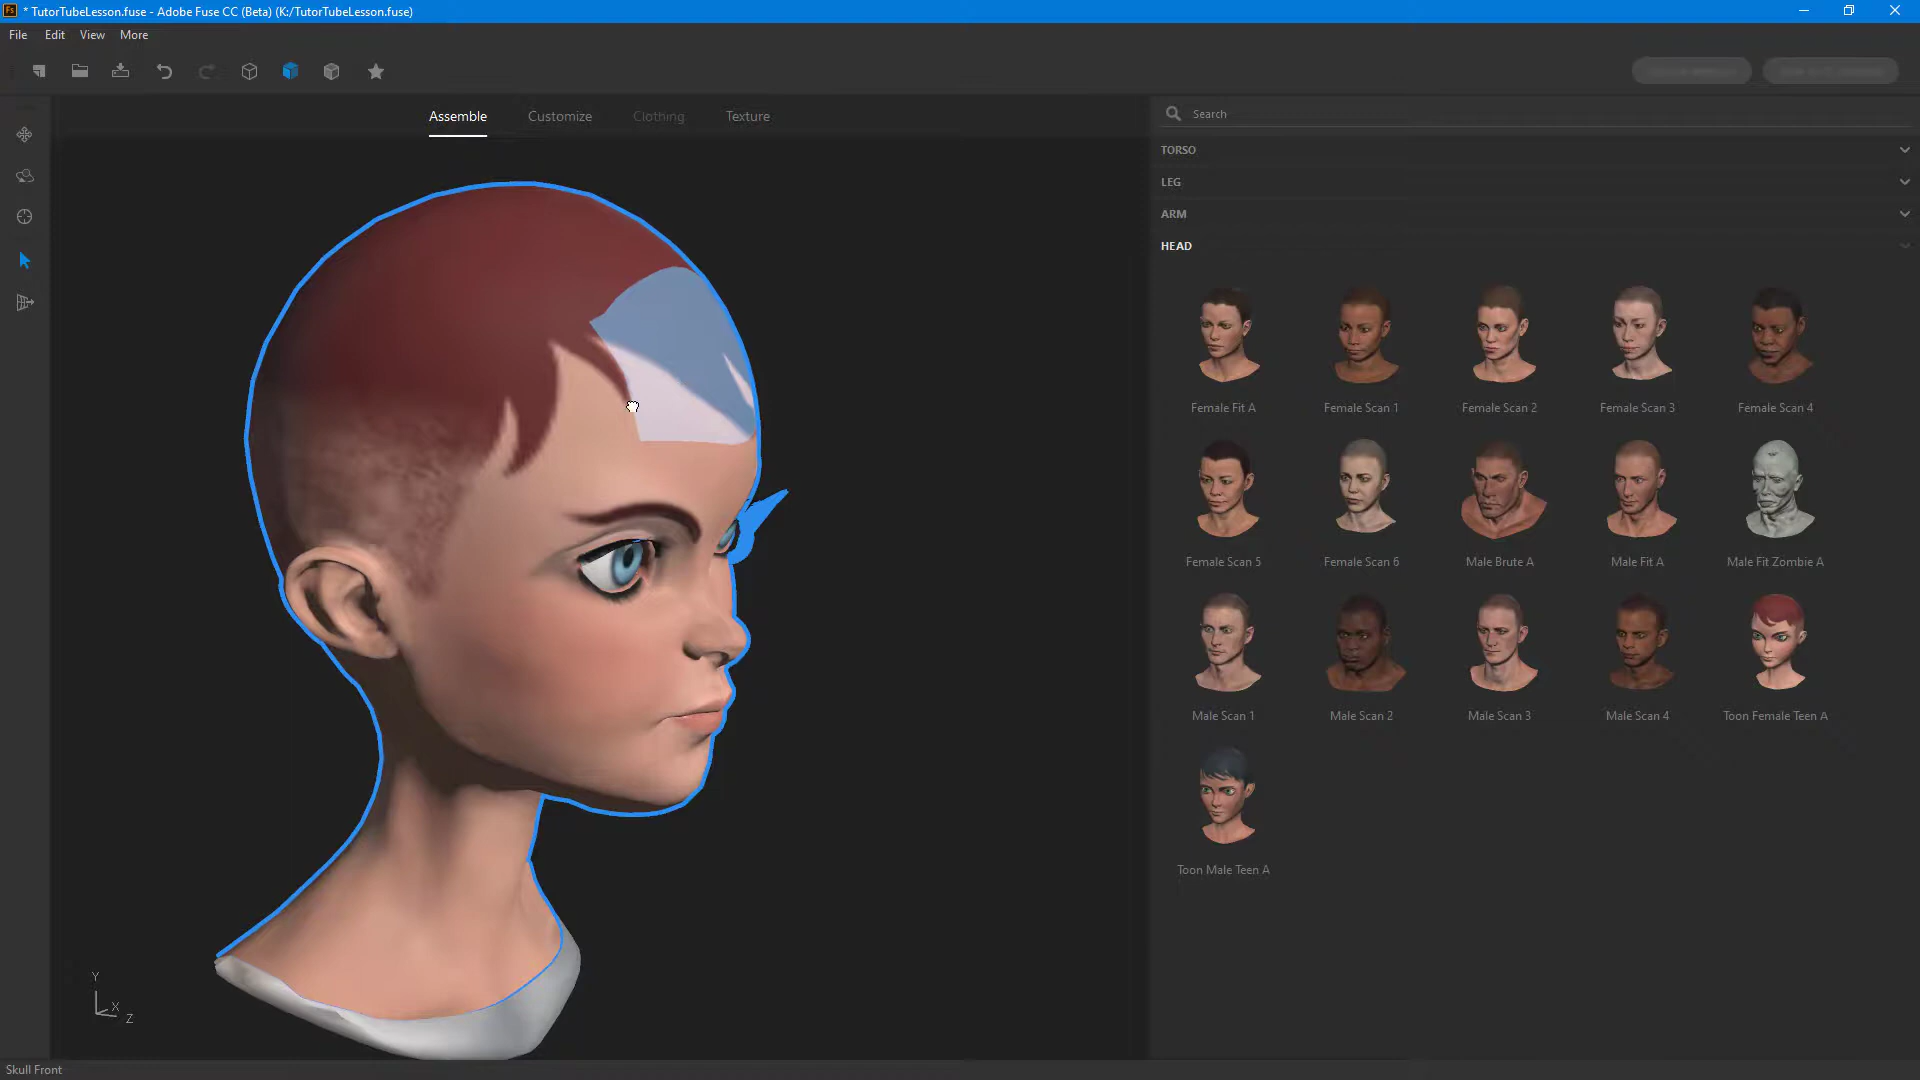 Fs * TutorTubeLesson.fuse - Adobe Fuse CC (Beta) (K:/TutorTubeLesson.fuse)
File Edit View More
Assemble Customize Clothing Texture
Search
TORSO
LEG
ARM
HEAD
Female Fit A Female Scan 1 Female Scan 2 Female Scan 3 Female Scan 4
Female Scan 5 Female Scan 6 Male Brute A Male Fit A Male Fit Zombie A
Male Scan 1 Male Scan 2 Male Scan 3 Male Scan 4 Toon Female Teen A
Toon Male Teen A
Y
X
Z
Skull Front